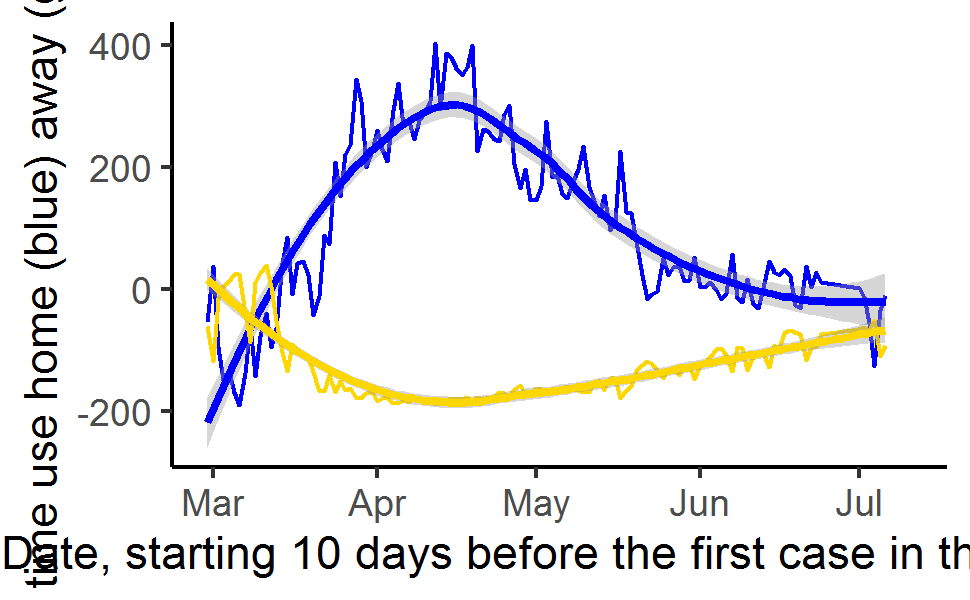 time use home (blue) away (
400
200
0
-200
Mar Apr May Jun Jul
Date, starting 10 days before the first case in th